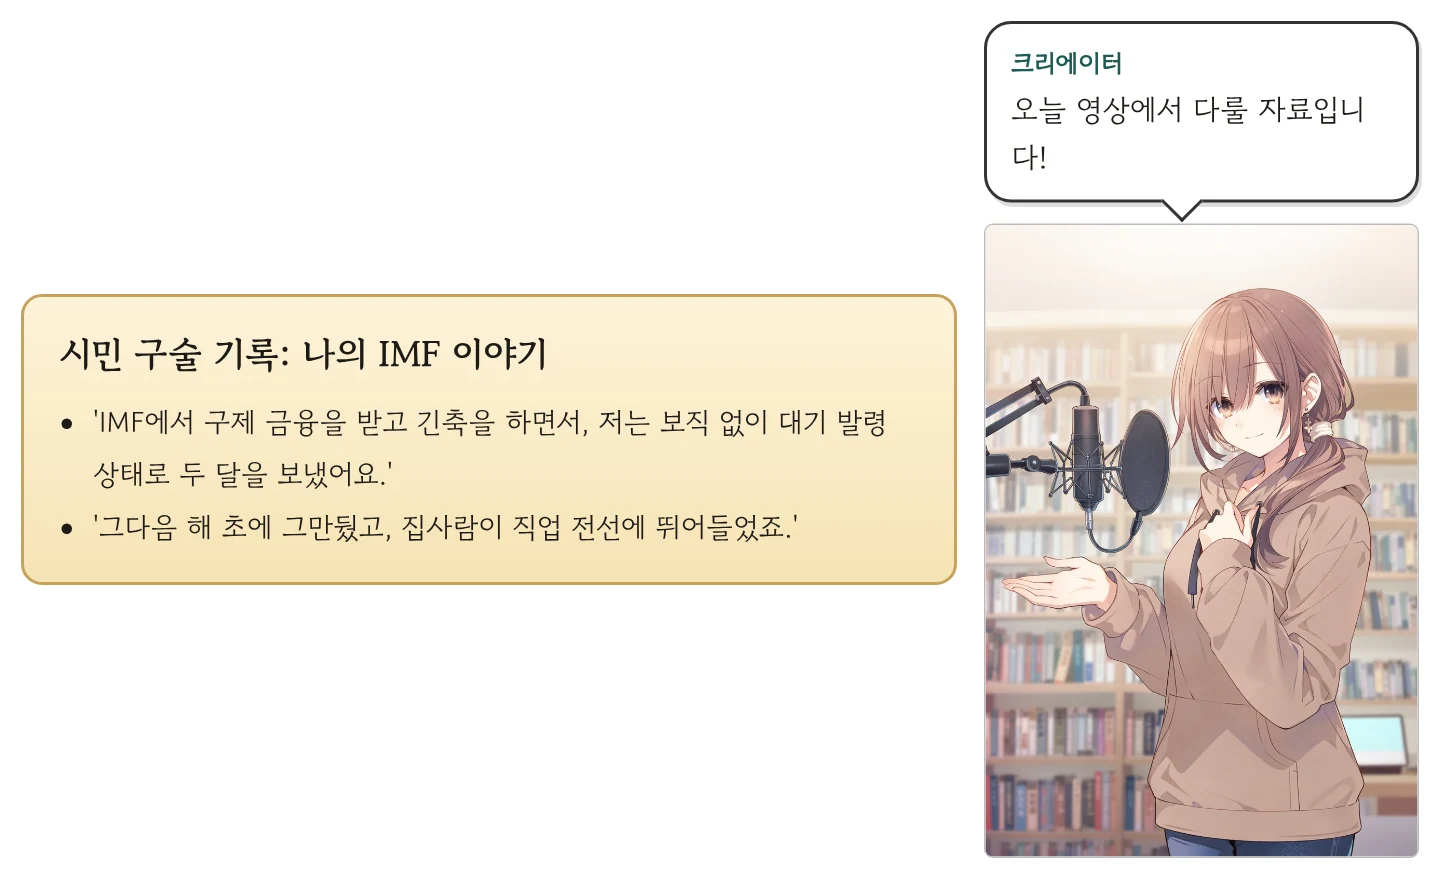 크리에이터
오늘 영상에서 다룰 자료입니
다!
시민 구술 기록: 나의 IMF 이야기
• 'IMF에서 구제 금융을 받고 긴축을 하면서, 저는 보직 없이 대기 발령
상태로 두 달을 보냈어요.'
• '그다음 해 초에 그만뒀고, 집사람이 직업 전선에 뛰어들었죠.'